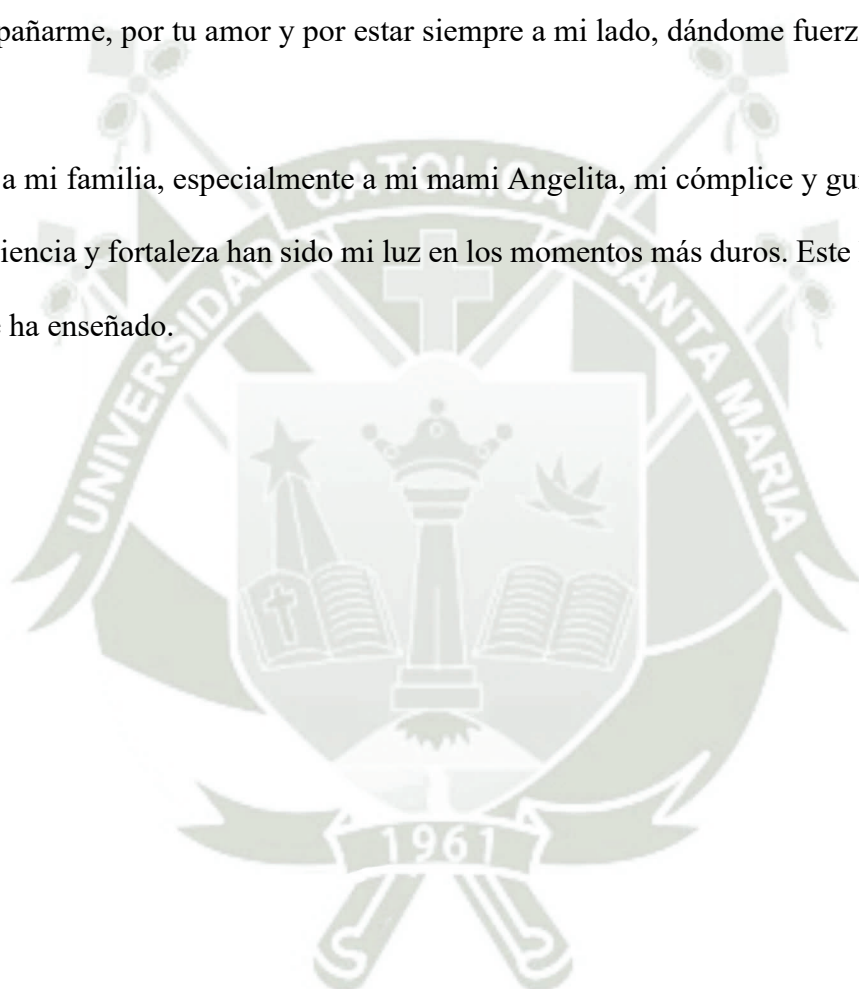 pañarme, por tu amor y por estar siempre a mi lado, dándome fuerz
a mi familia, especialmente a mi mami Angelita, mi cómplice y gu
iencia y fortaleza han sido mi luz en los momentos más duros. Este
ha enseñado.
UNIVERSIDAD CATOLICA SANTA MARIA
1961